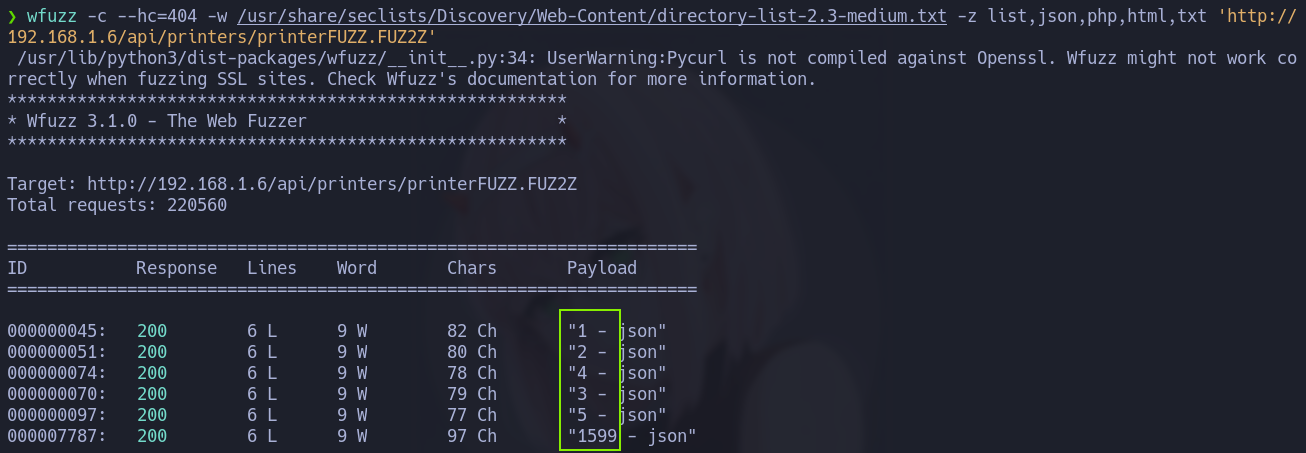 ❯ wfuzz -c --hc=404 -w /usr/share/seclists/Discovery/Web-Content/directory-list-2.3-medium.txt -z list,json,php,html,txt 'http://
192.168.1.6/api/printers/printerFUZZ.FUZ2Z'
/usr/lib/python3/dist-packages/wfuzz/__init__.py:34: UserWarning:Pycurl is not compiled against Openssl. Wfuzz might not work co
rrectly when fuzzing SSL sites. Check Wfuzz's documentation for more information.
********************************************************
* Wfuzz 3.1.0 - The Web Fuzzer                         *
********************************************************
Target: http://192.168.1.6/api/printers/printerFUZZ.FUZ2Z
Total requests: 220560
=====================================================================
ID           Response   Lines    Word       Chars       Payload
=====================================================================
000000045:   200        6 L      9 W        82 Ch       "1 - json"
000000051:   200        6 L      9 W        80 Ch       "2 - json"
000000074:   200        6 L      9 W        78 Ch       "4 - json"
000000070:   200        6 L      9 W        79 Ch       "3 - json"
000000097:   200        6 L      9 W        77 Ch       "5 - json"
000007787:   200        6 L      9 W        97 Ch       "1599 - json"